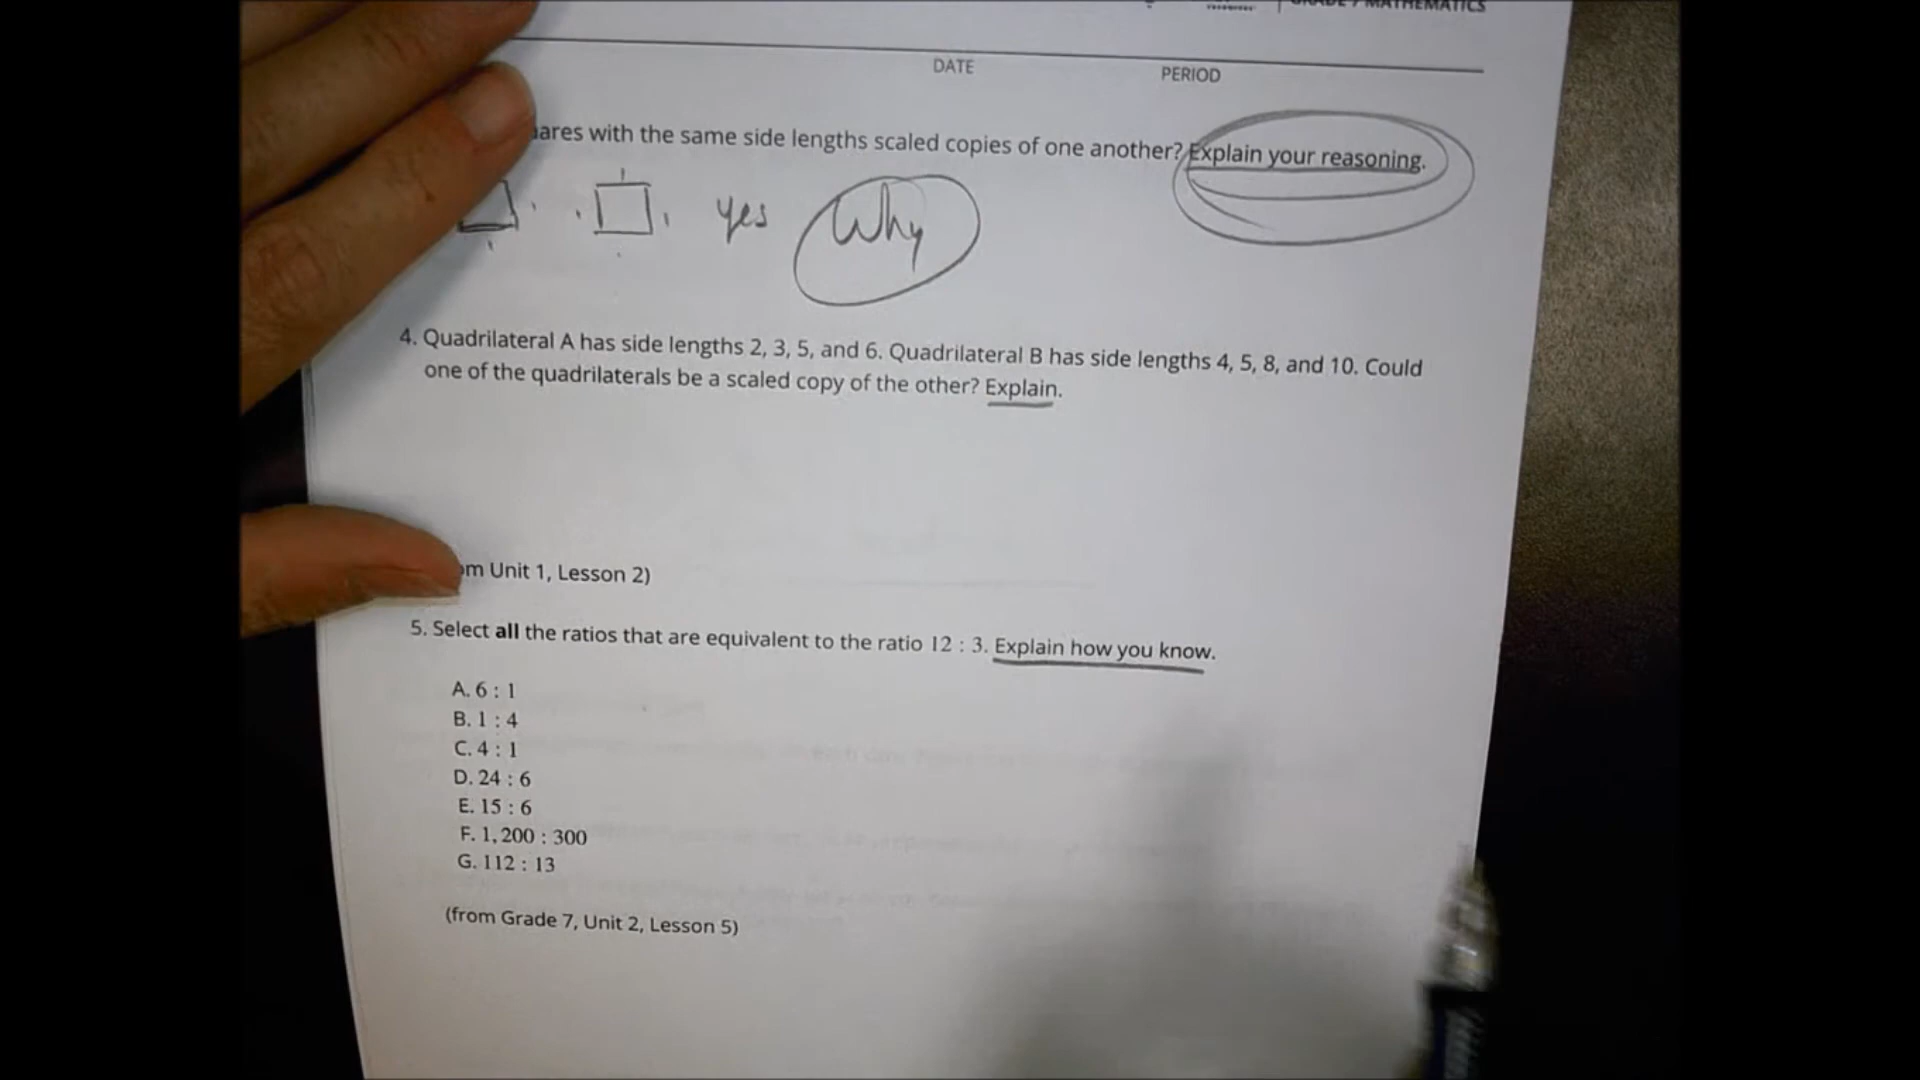 GRADE 7 MATHEMATICS
DATE PERIOD
with the same side lengths scaled copies of one another? Explain your reasoning.
yes Why
4. Quadrilateral A has side lengths 2, 3, 5, and 6. Quadrilateral B has side lengths 4, 5, 8, and 10. Could
one of the quadrilaterals be a scaled copy of the other? Explain.
Unit 1, Lesson 2)
5. Select all the ratios that are equivalent to the ratio 12 : 3. Explain how you know.
A. 6 : 1
B. 1 : 4
C. 4 : 1
D. 24 : 6
E. 15 : 6
F. 1, 200 : 300
G. 112 : 13
(from Grade 7, Unit 2, Lesson 5)